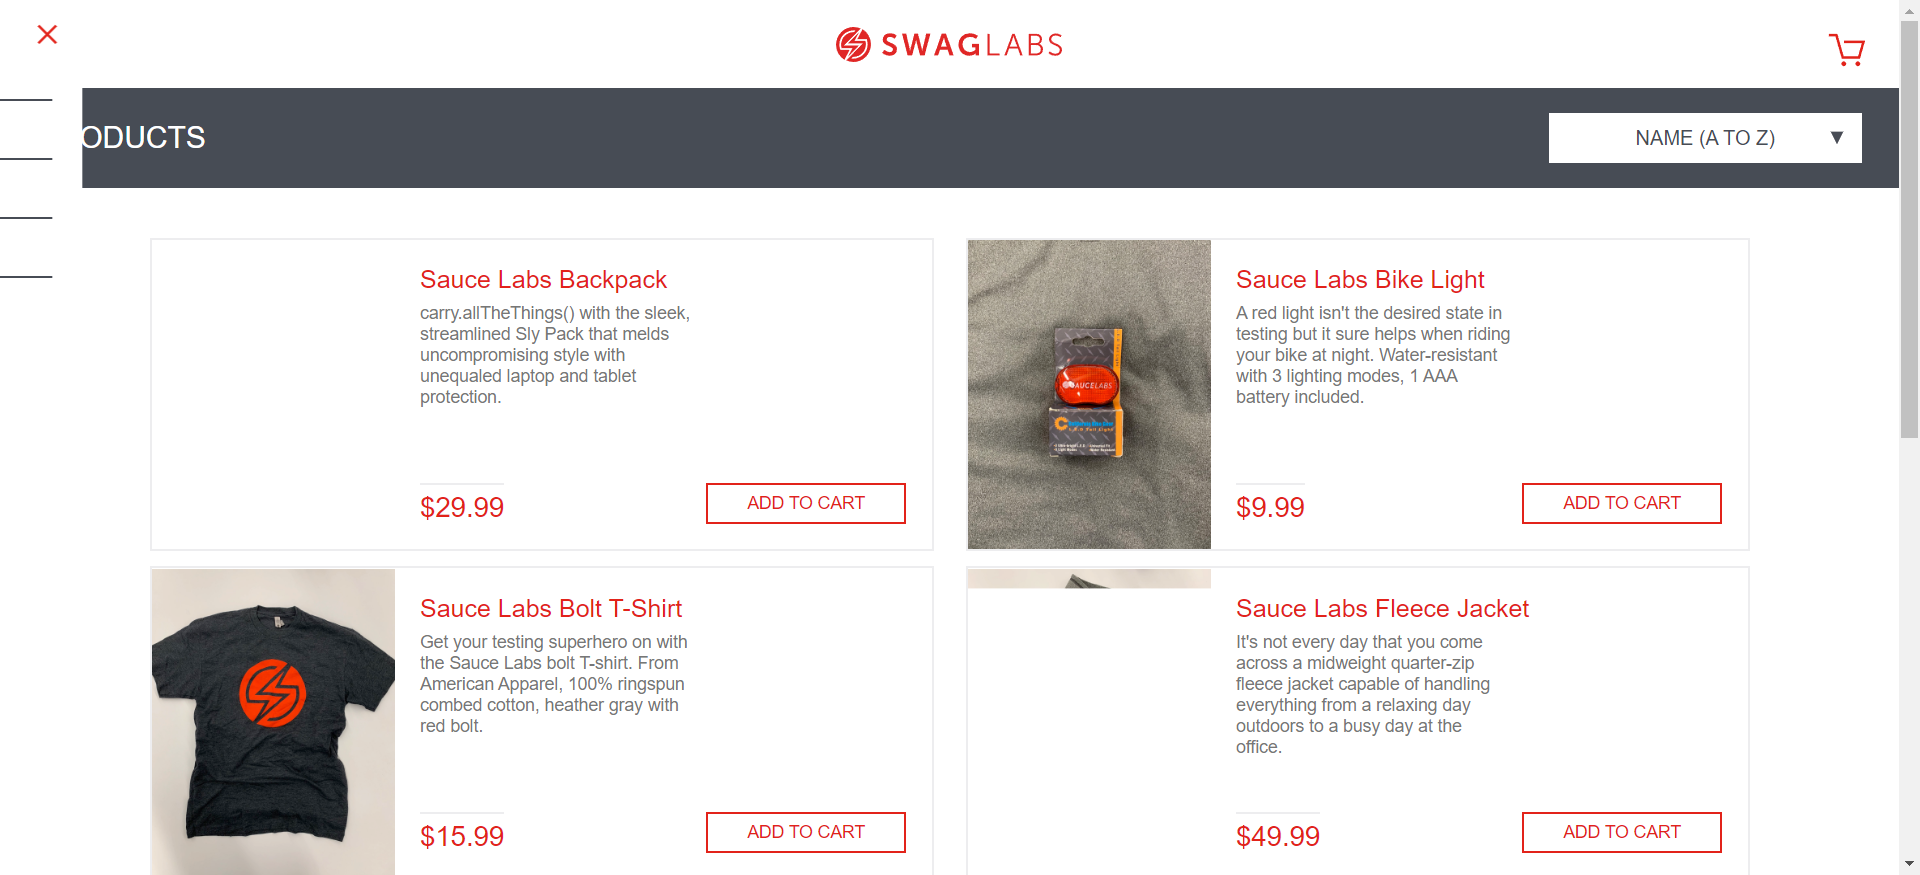 SWAGLABS
ODUCTS
NAME (A TO Z)
Sauce Labs Backpack
carry.allTheThings() with the sleek,
streamlined Sly Pack that melds
uncompromising style with
unequaled laptop and tablet
protection.
$29.99
ADD TO CART
Sauce Labs Bike Light
A red light isn't the desired state in
testing but it sure helps when riding
your bike at night. Water-resistant
with 3 lighting modes, 1 AAA
battery included.
$9.99
ADD TO CART
Sauce Labs Bolt T-Shirt
Get your testing superhero on with
the Sauce Labs bolt T-shirt. From
American Apparel, 100% ringspun
combed cotton, heather gray with
red bolt.
$15.99
ADD TO CART
Sauce Labs Fleece Jacket
It's not every day that you come
across a midweight quarter-zip
fleece jacket capable of handling
everything from a relaxing day
outdoors to a busy day at the
office.
$49.99
ADD TO CART